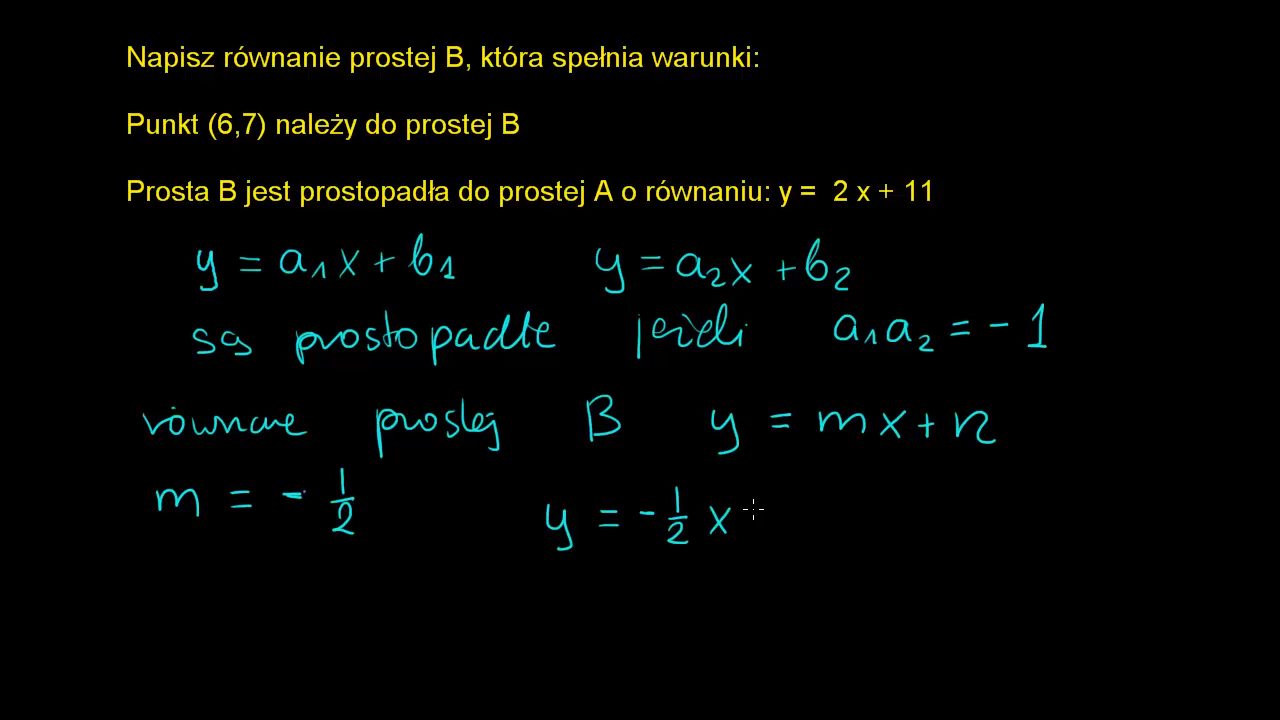 Napisz równanie prostej B, która spełnia warunki:
Punkt (6,7) należy do prostej B
Prosta B jest prostopadła do prostej A o równaniu: y = 2 x + 11
y = a₁x + b₁ y = a₂x + b₂
są prostopadłe jeżeli a₁a₂ = - 1
równanie prostej B y = mx + n
m = - 1/2 y = - 1/2 x